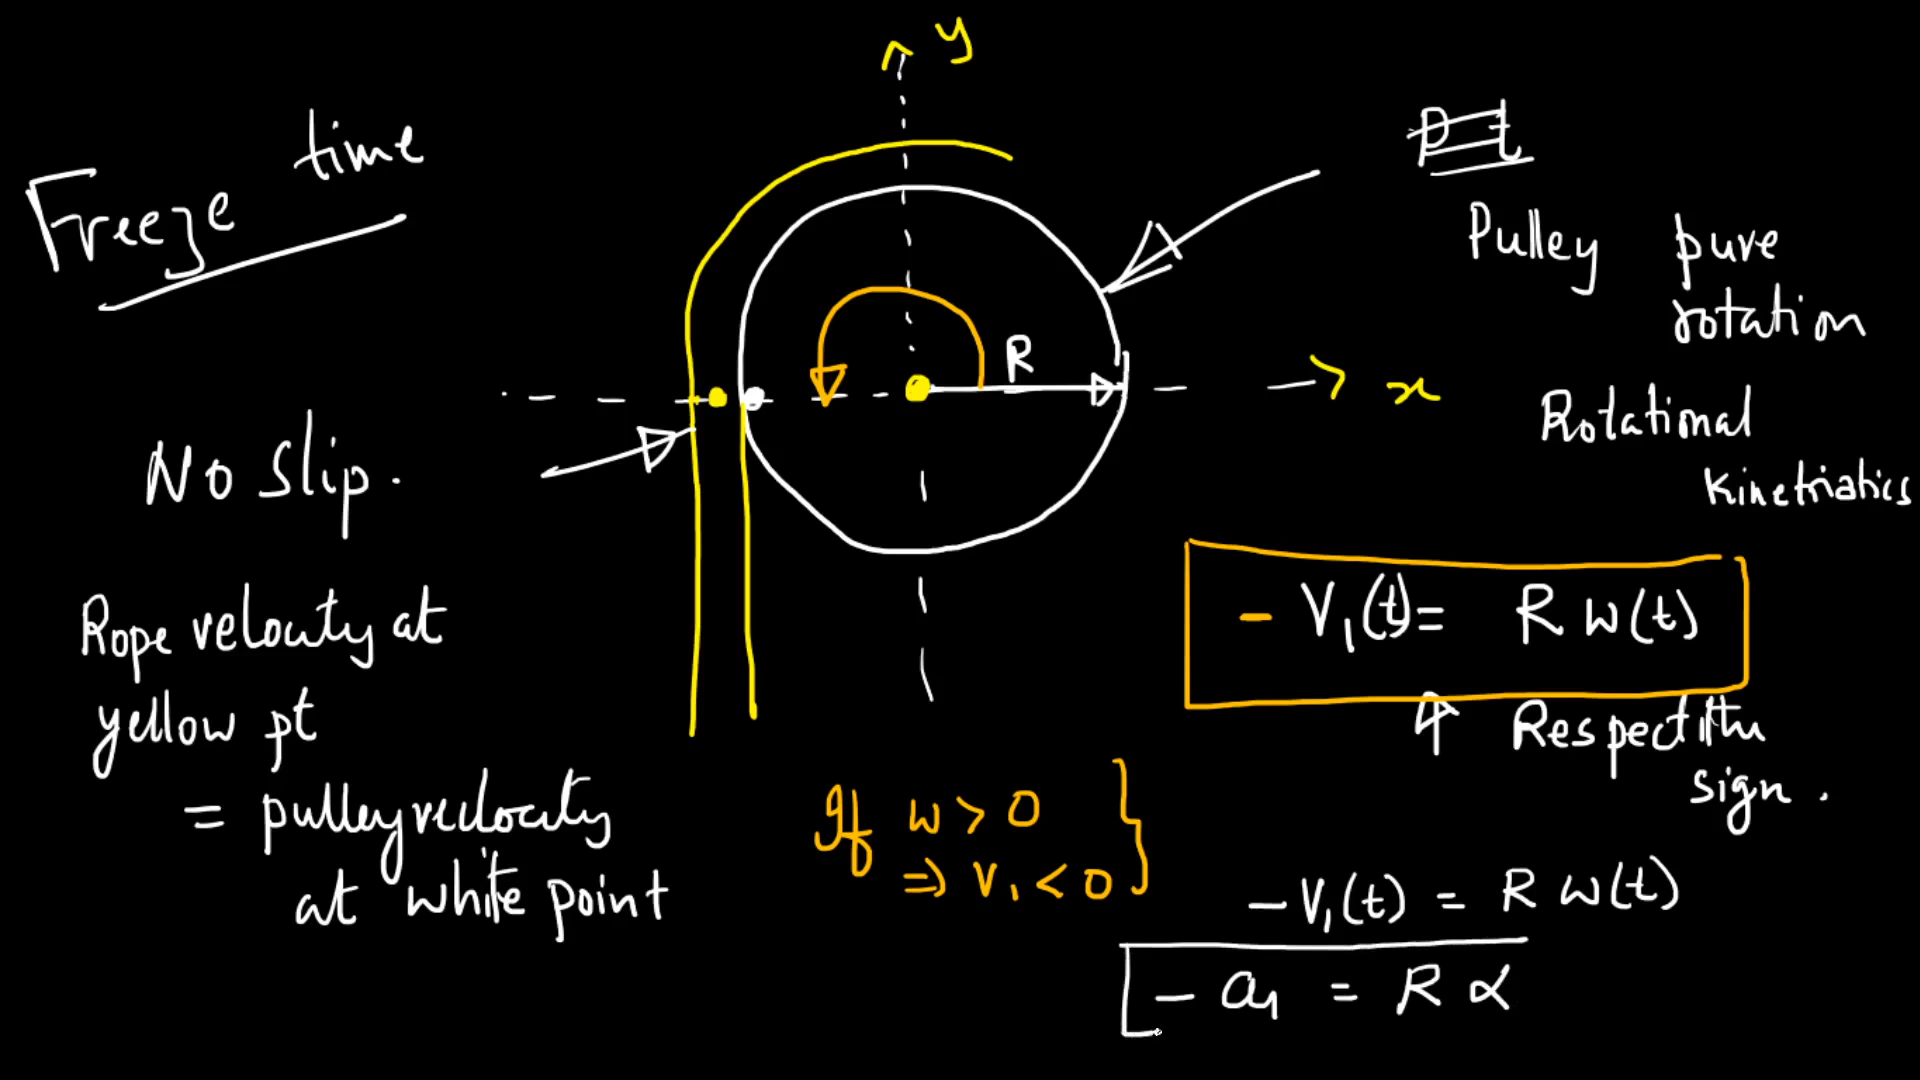 y
Freeze time
Pulley pure
rotation
R
x
Rotational
kinematics
No slip.
- V₁(t) = R w(t)
Rope velocity at
yellow pt
= pulley velocity
at white point
Respect the
sign.
If w > 0
⇒ v₁ < 0
- V₁(t) = R w(t)
- a₁ = R α